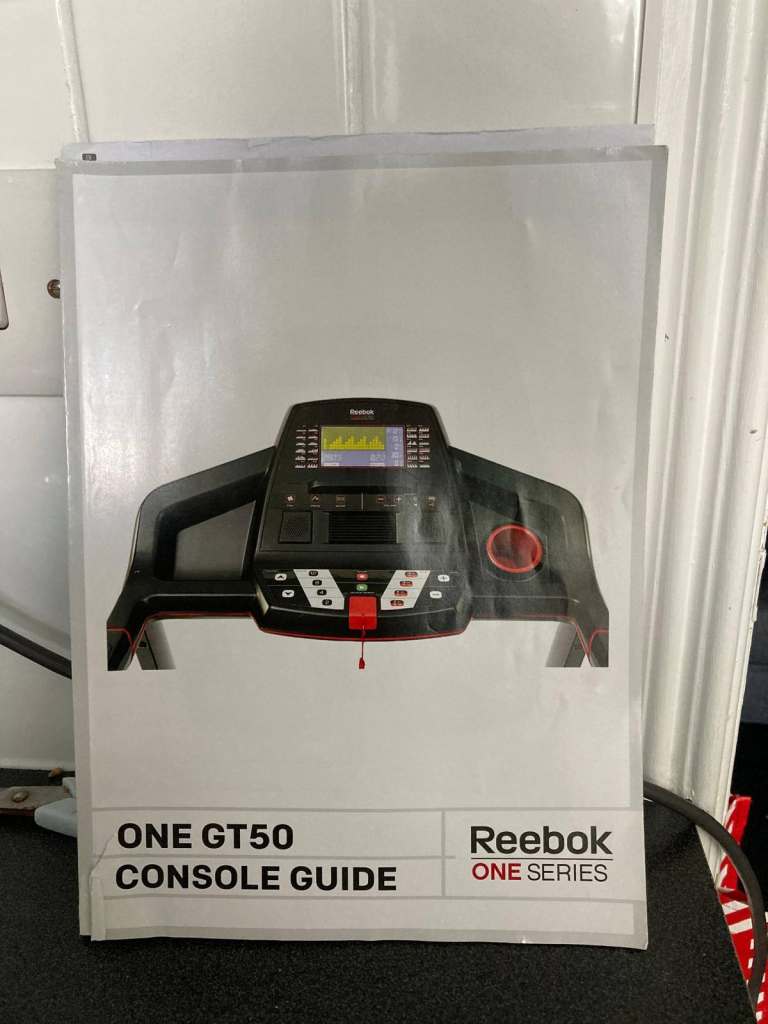 Reebok
ONE GT50
CONSOLE GUIDE
Reebok
ONE SERIES